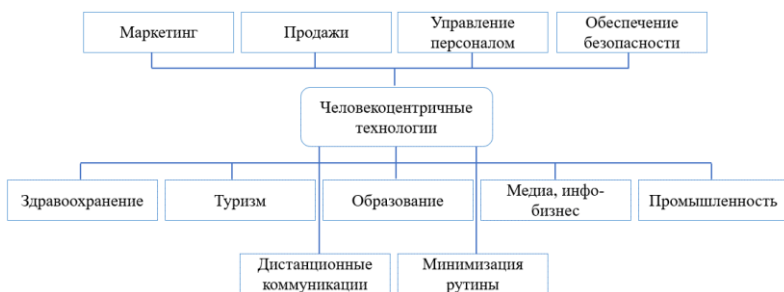 Маркетинг
Продажи
Управление
персоналом
Обеспечение
безопасности
Человекоцентричные
технологии
Здравоохранение
Туризм
Образование
Медиа, инфо-
бизнес
Промышленность
Дистанционные
коммуникации
Минимизация
рутины